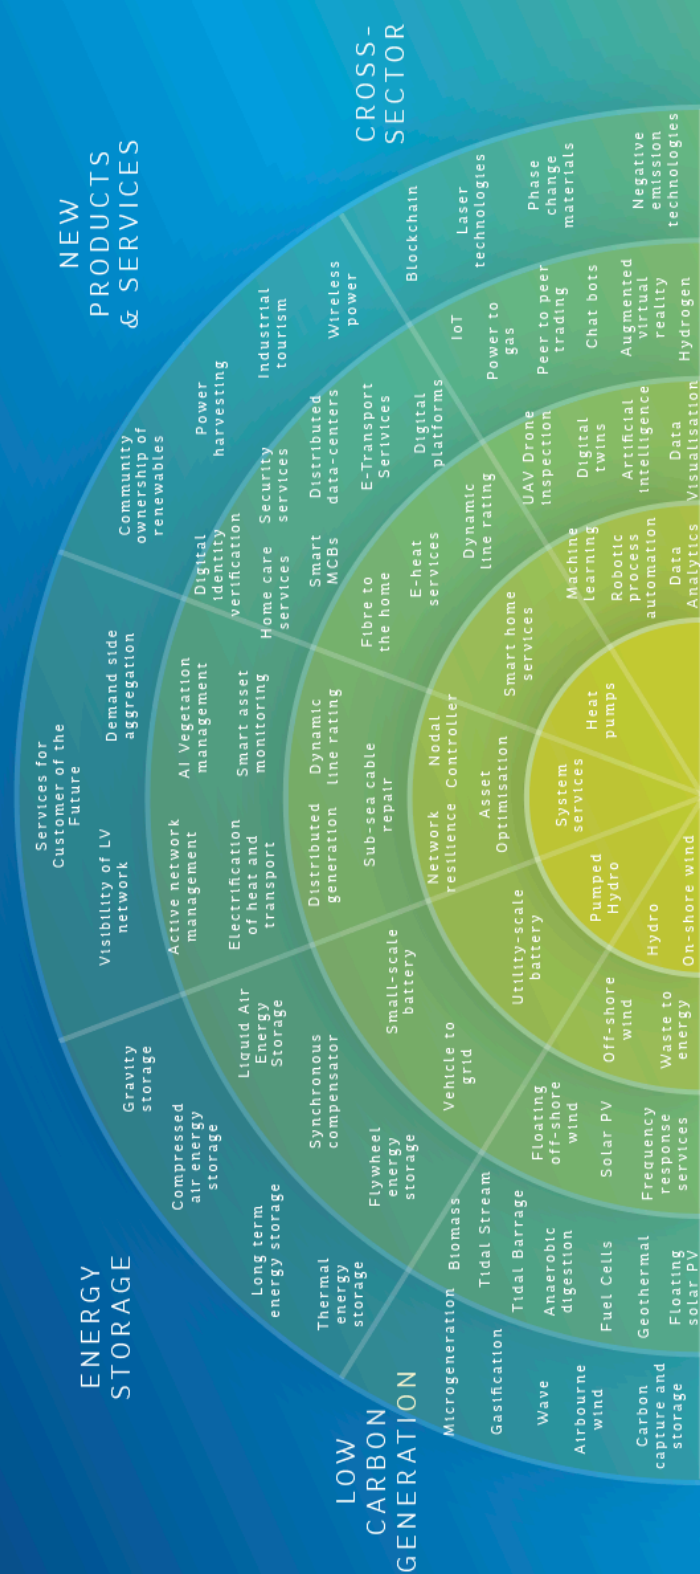 LOW
CARBON
GENERATION
Microgeneration
Gasification
Wave
Airbourne
wind
Carbon
capture and
storage
Biomass
Tidal Stream
Tidal Barrage
Anaerobic
digestion
Fuel Cells
Geothermal
Floating
solar PV
Floating
off-shore
wind
Solar PV
Frequency
response
services
Off-shore
wind
Waste to
energy
Hydro
On-shore wind
ENERGY
STORAGE
Gravity
storage
Compressed
air energy
storage
Long term
energy storage
Thermal
energy
storage
Liquid Air
Energy
Storage
Synchronous
compensator
Flywheel
energy
storage
Small-scale
battery
Vehicle to
grid
Utility-scale
battery
Pumped
Hydro
Services for
Customer of the
Future
Visibility of LV
network
Demand side
aggregation
Active network
management
AI Vegetation
management
Electrification
of heat and
transport
Smart asset
monitoring
Distributed
generation
Dynamic
line rating
Sub-sea cable
repair
Network
resilience
Nodal
Controller
Asset
Optimisation
System
services
NEW
PRODUCTS
& SERVICES
Community
ownership of
renewables
Power
harvesting
Industrial
tourism
Wireless
power
Digital
identity
verification
Home care
services
Security
services
Smart
MCBs
Distributed
data-centers
E-Transport
Serivices
Digital
platforms
Fibre to
the home
E-heat
services
Dynamic
line rating
Smart home
services
Heat
pumps
CROSS-
SECTOR
Blockchain
Laser
technologies
Phase
change
materials
Negative
emission
technologies
IoT
Power to
gas
Peer to peer
trading
Chat bots
Augmented
virtual
reality
Hydrogen
UAV Drone
inspection
Digital
twins
Artificial
intelligence
Data
Visualisation
Machine
learning
Robotic
process
automation
Data
Analytics